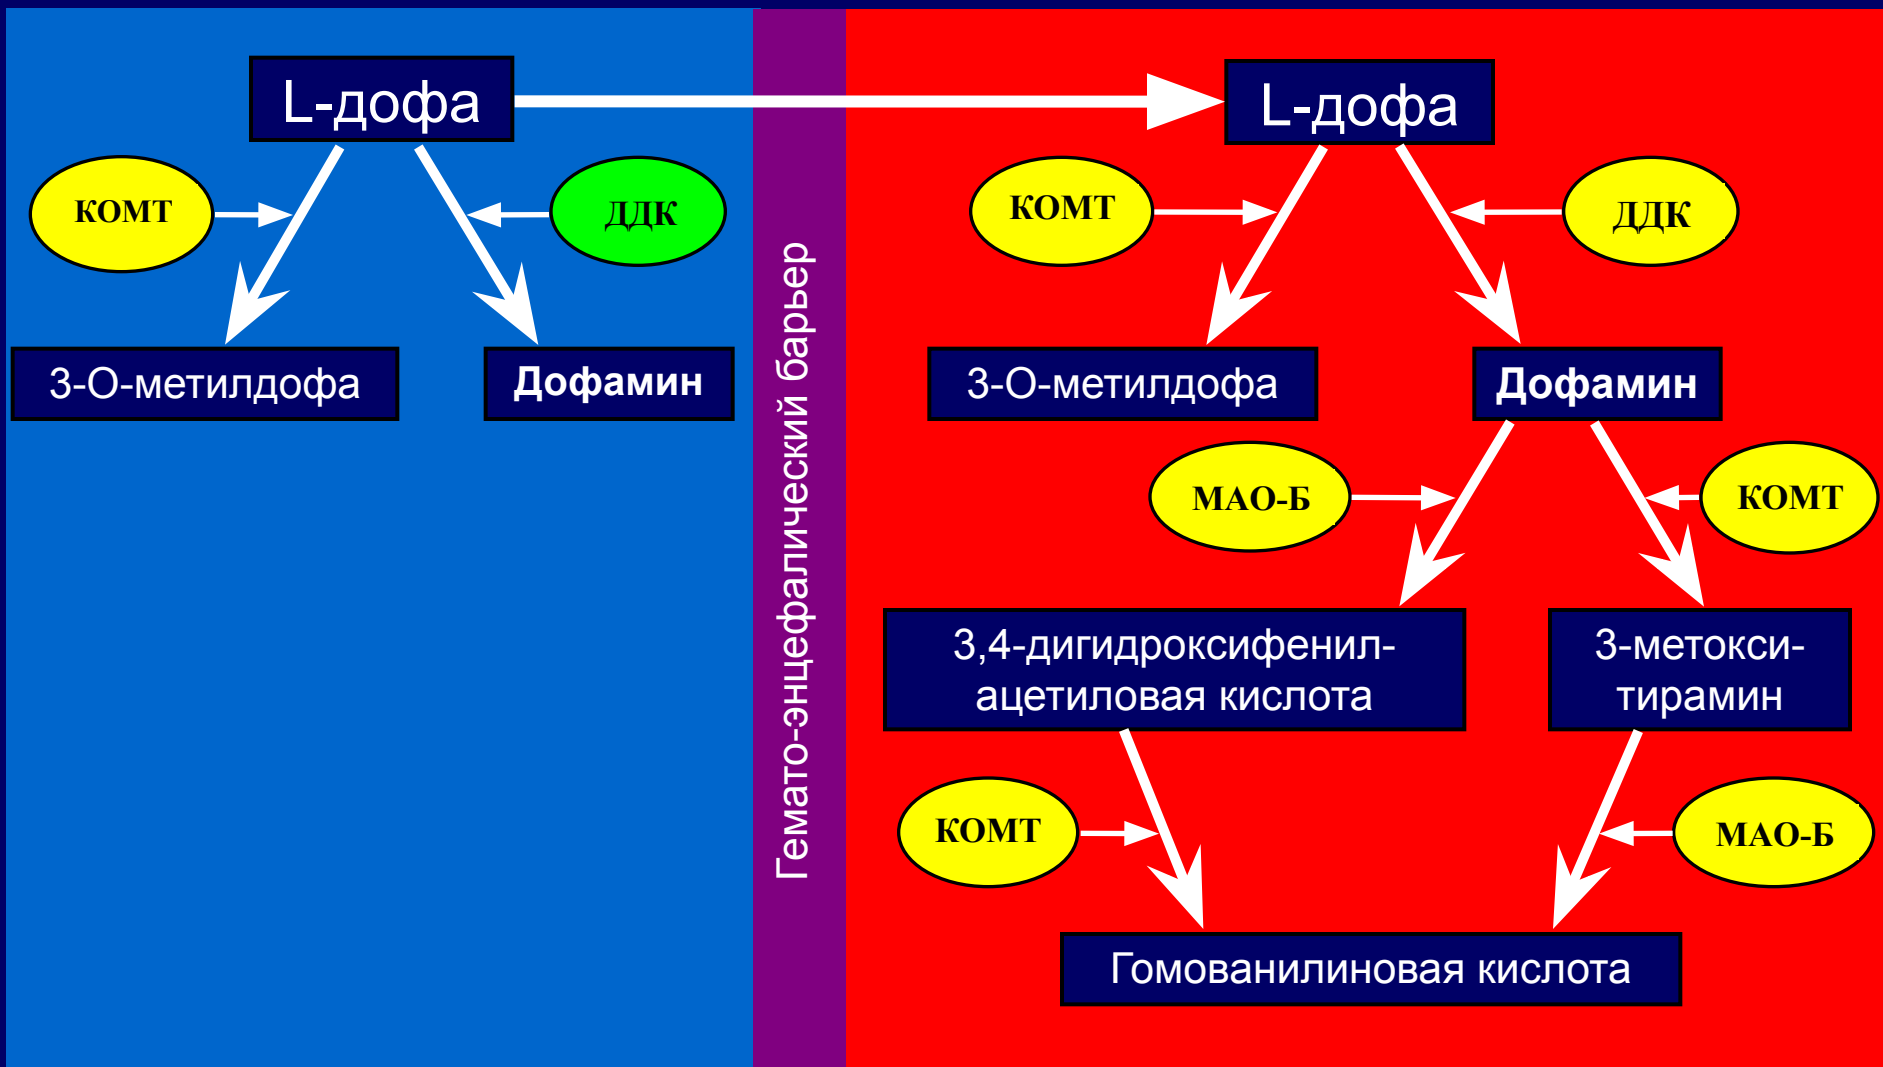 L-дофа
КОМТ
ДДК
3-О-метилдофа
Дофамин
Гемато-энцефалический барьер
L-дофа
КОМТ
ДДК
3-О-метилдофа
Дофамин
МАО-Б
КОМТ
3,4-дигидроксифенил-
ацетиловая кислота
3-метокси-
тирамин
КОМТ
МАО-Б
Гомованилиновая кислота